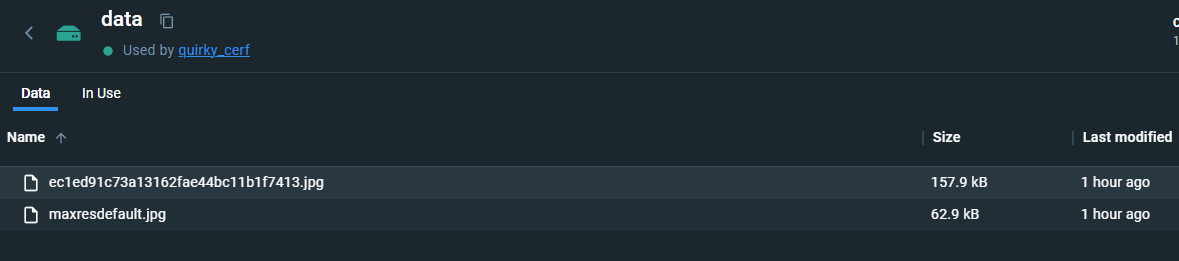 data
Used by quirky_cerf
Data In Use
Name Size Last modified
ec1ed91c73a13162fae44bc11b1f7413.jpg 157.9 kB 1 hour ago
maxresdefault.jpg 62.9 kB 1 hour ago